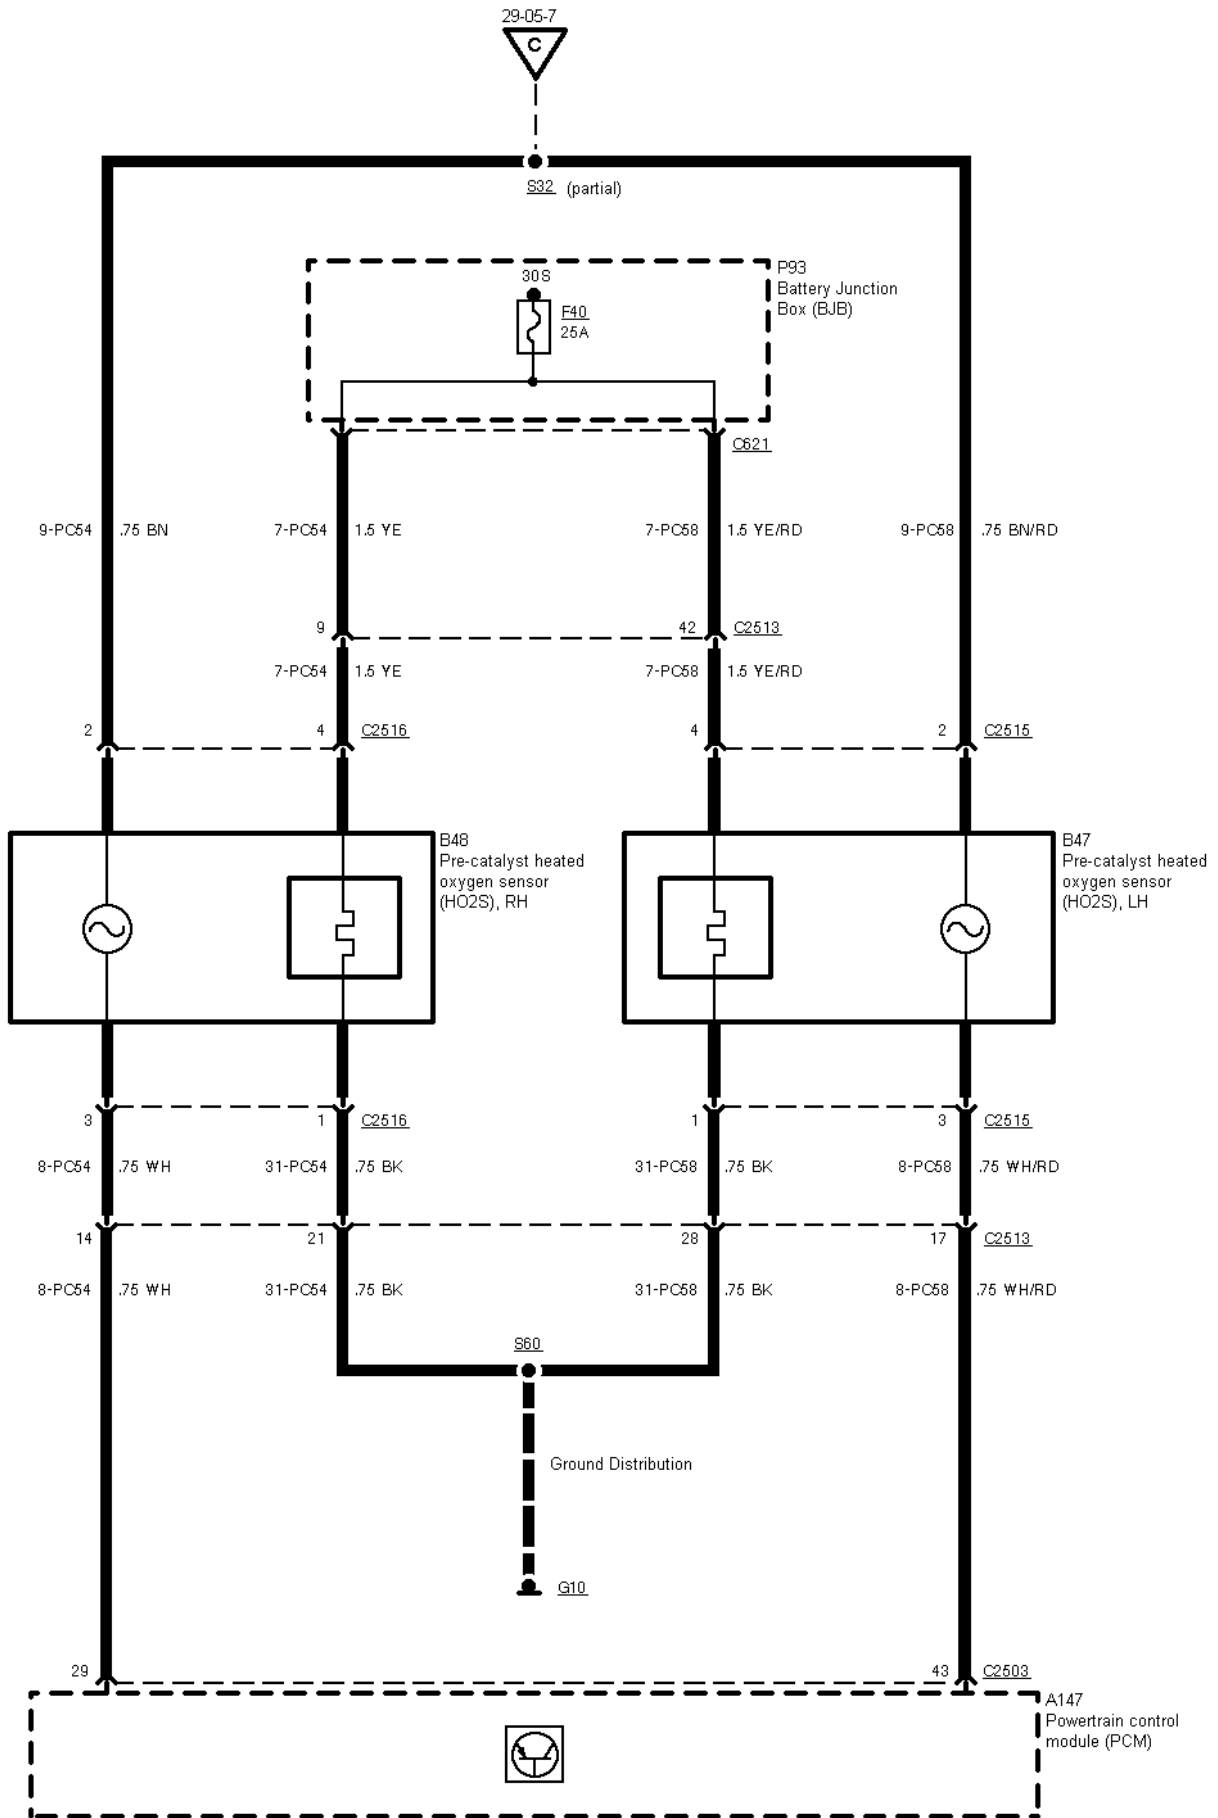 29-05-7
C
S32 (partial)
30S
F40
25A
P93
Battery Junction
Box (BJB)
C621
9-PC54 .75 BN
7-PC54 1.5 YE
7-PC58 1.5 YE/RD
9-PC58 .75 BN/RD
9
42 C2513
7-PC54 1.5 YE
7-PC58 1.5 YE/RD
2
4 C2516
4
2 C2515
B48
Pre-catalyst heated
oxygen sensor
(HO2S), RH
B47
Pre-catalyst heated
oxygen sensor
(HO2S), LH
3
1 C2516
1
3 C2515
8-PC54 .75 WH
31-PC54 .75 BK
31-PC58 .75 BK
8-PC58 .75 WH/RD
14
21
28
17 C2513
8-PC54 .75 WH
31-PC54 .75 BK
31-PC58 .75 BK
8-PC58 .75 WH/RD
S60
Ground Distribution
G10
29
43 C2503
A147
Powertrain control
module (PCM)